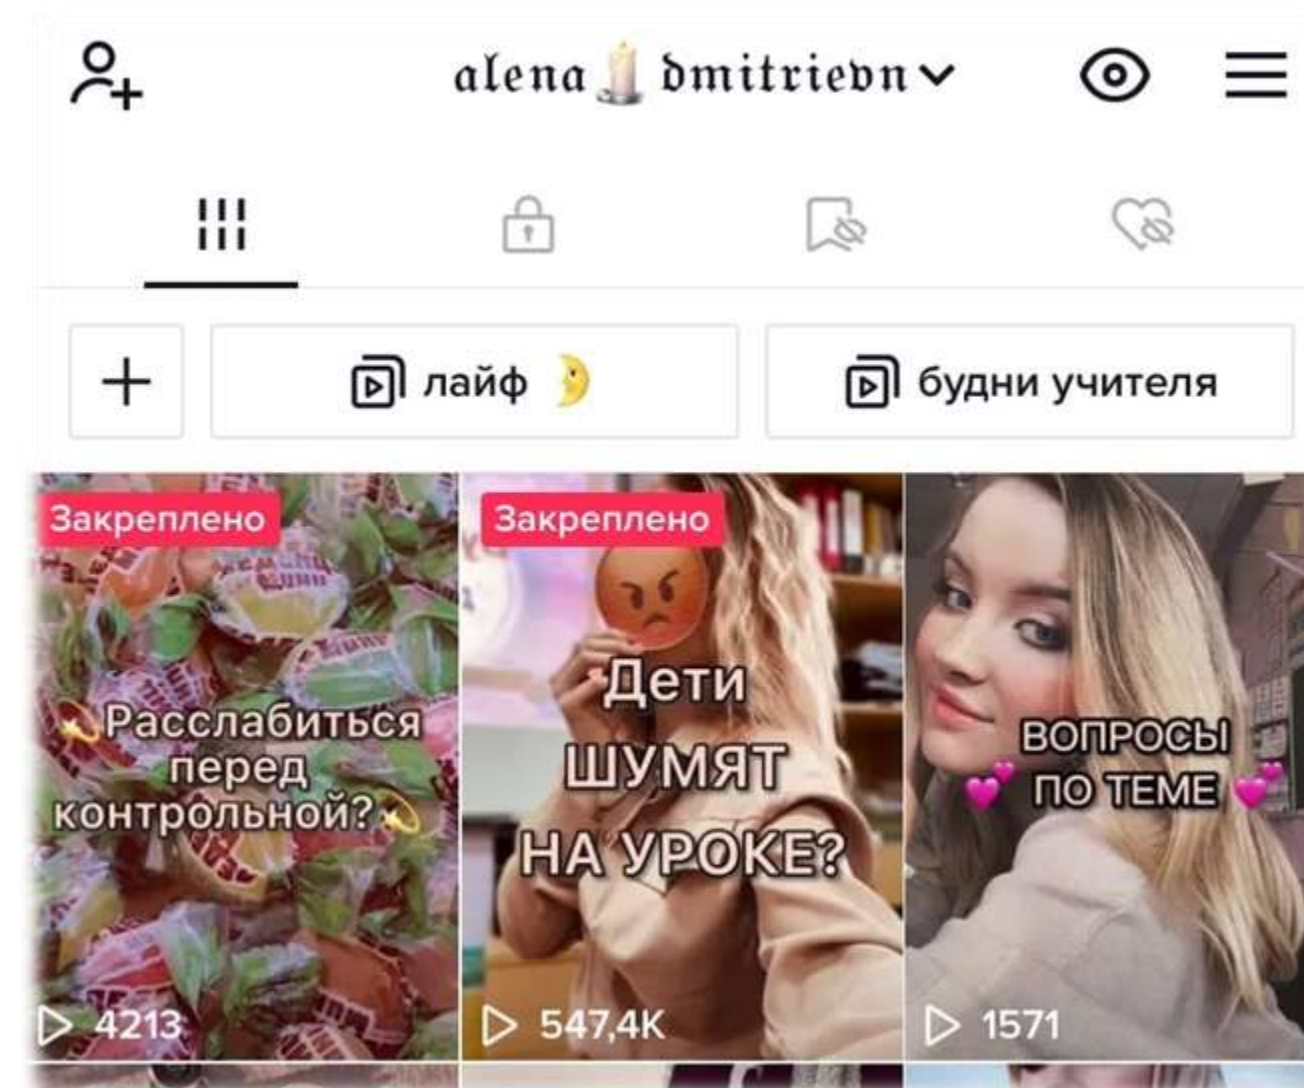 alena dmitrievn
лайф
будни учителя
Закреплено
Расслабиться
перед
контрольной?
4213
Закреплено
Дети
ШУМЯТ
НА УРОКЕ?
547,4K
ВОПРОСЫ
ПО ТЕМЕ
1571